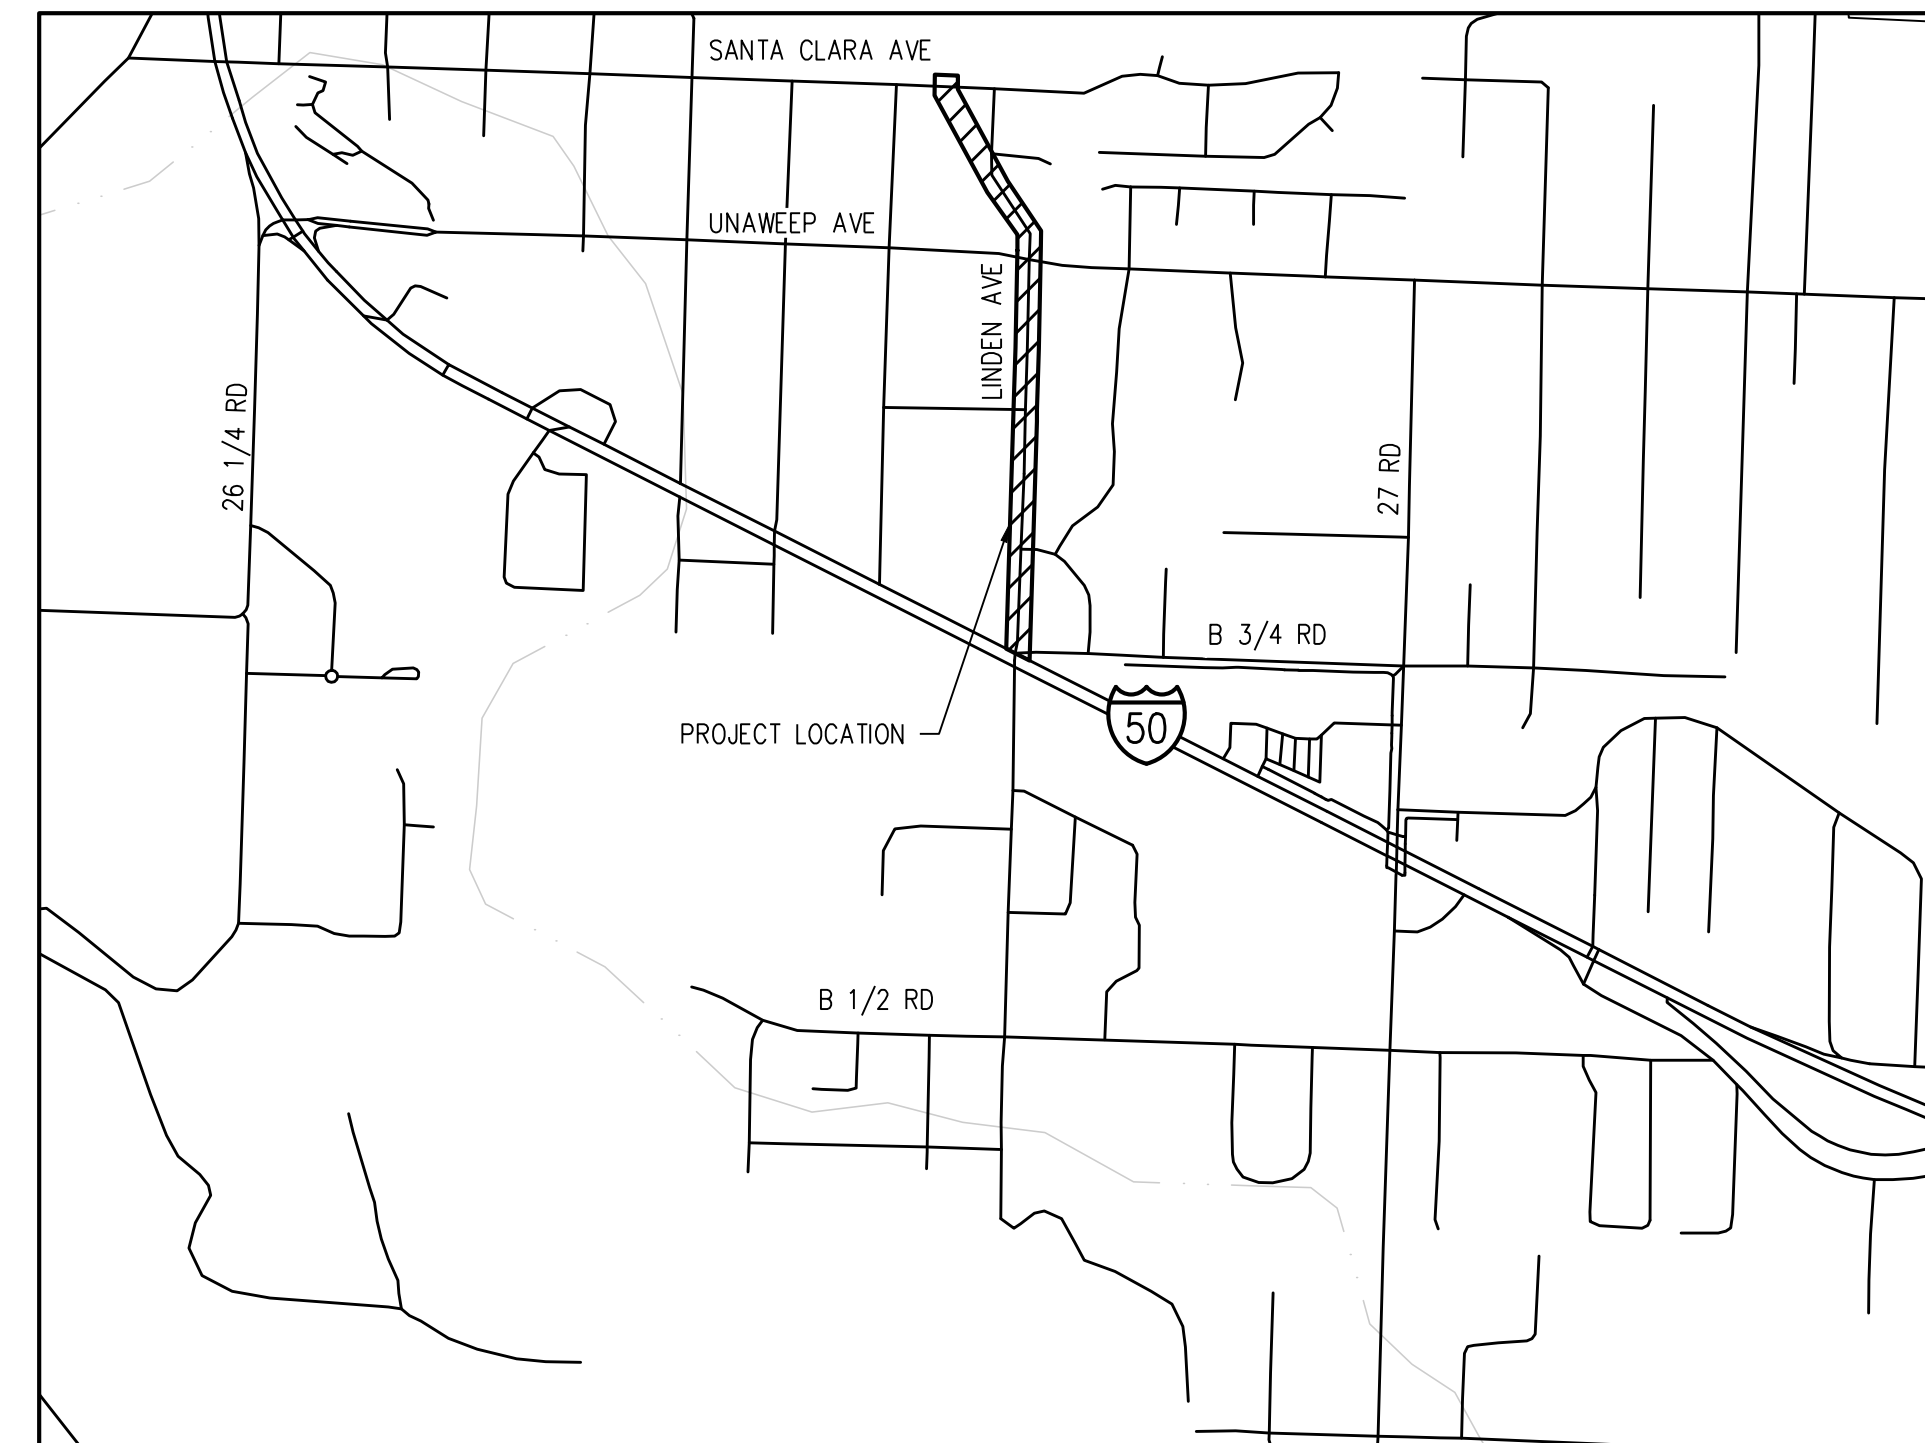 SANTA CLARA AVE
UNAWEEP AVE
LINDEN AVE
26 1/4 RD
27 RD
B 3/4 RD
PROJECT LOCATION
50
B 1/2 RD